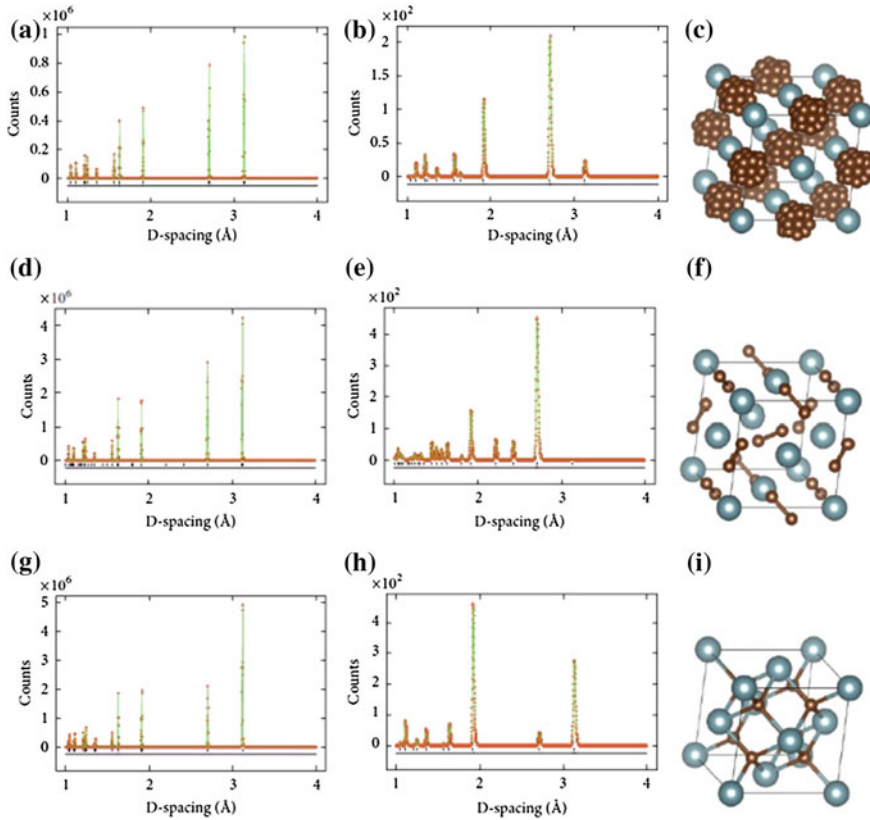 (a)
×10⁶
1
0.8
0.6
0.4
0.2
0
Counts
1 2 3 4
D-spacing (Å)
(b)
×10²
2
1.5
1
0.5
0
Counts
1 2 3 4
D-spacing (Å)
(c)
(d)
×10⁶
4
3
2
1
0
Counts
1 2 3 4
D-spacing (Å)
(e)
×10²
4
3
2
1
0
Counts
1 2 3 4
D-spacing (Å)
(f)
(g)
×10⁶
5
4
3
2
1
0
Counts
1 2 3 4
D-spacing (Å)
(h)
×10²
4
3
2
1
0
Counts
1 2 3 4
D-spacing (Å)
(i)